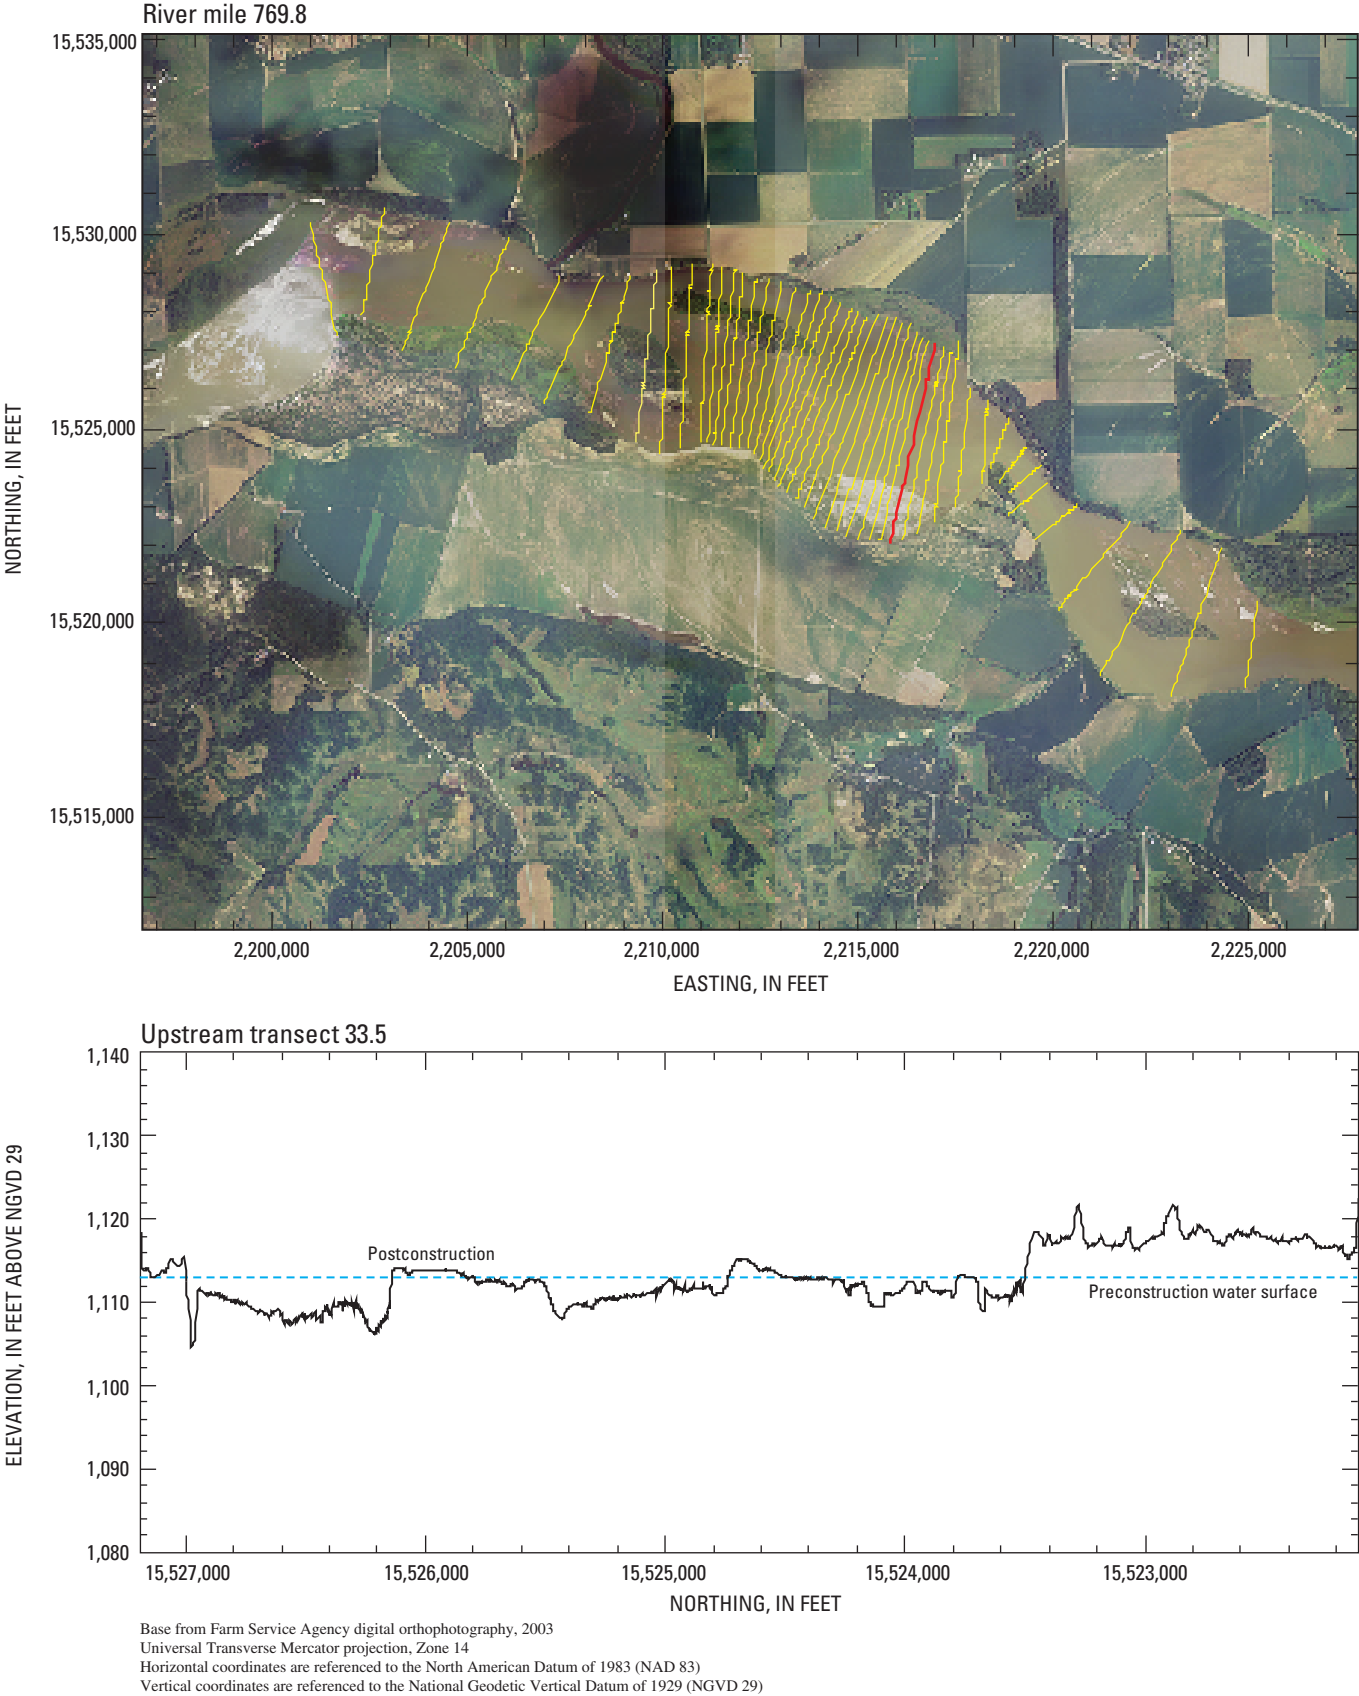 River mile 769.8
15,535,000
15,530,000
15,525,000
15,520,000
15,515,000
NORTHING, IN FEET
2,200,000 2,205,000 2,210,000 2,215,000 2,220,000 2,225,000
EASTING, IN FEET
Upstream transect 33.5
1,140
1,130
1,120
1,110
1,100
1,090
1,080
ELEVATION, IN FEET ABOVE NGVD 29
Postconstruction
Preconstruction water surface
15,527,000 15,526,000 15,525,000 15,524,000 15,523,000
NORTHING, IN FEET
Base from Farm Service Agency digital orthophotography, 2003
Universal Transverse Mercator projection, Zone 14
Horizontal coordinates are referenced to the North American Datum of 1983 (NAD 83)
Vertical coordinates are referenced to the National Geodetic Vertical Datum of 1929 (NGVD 29)